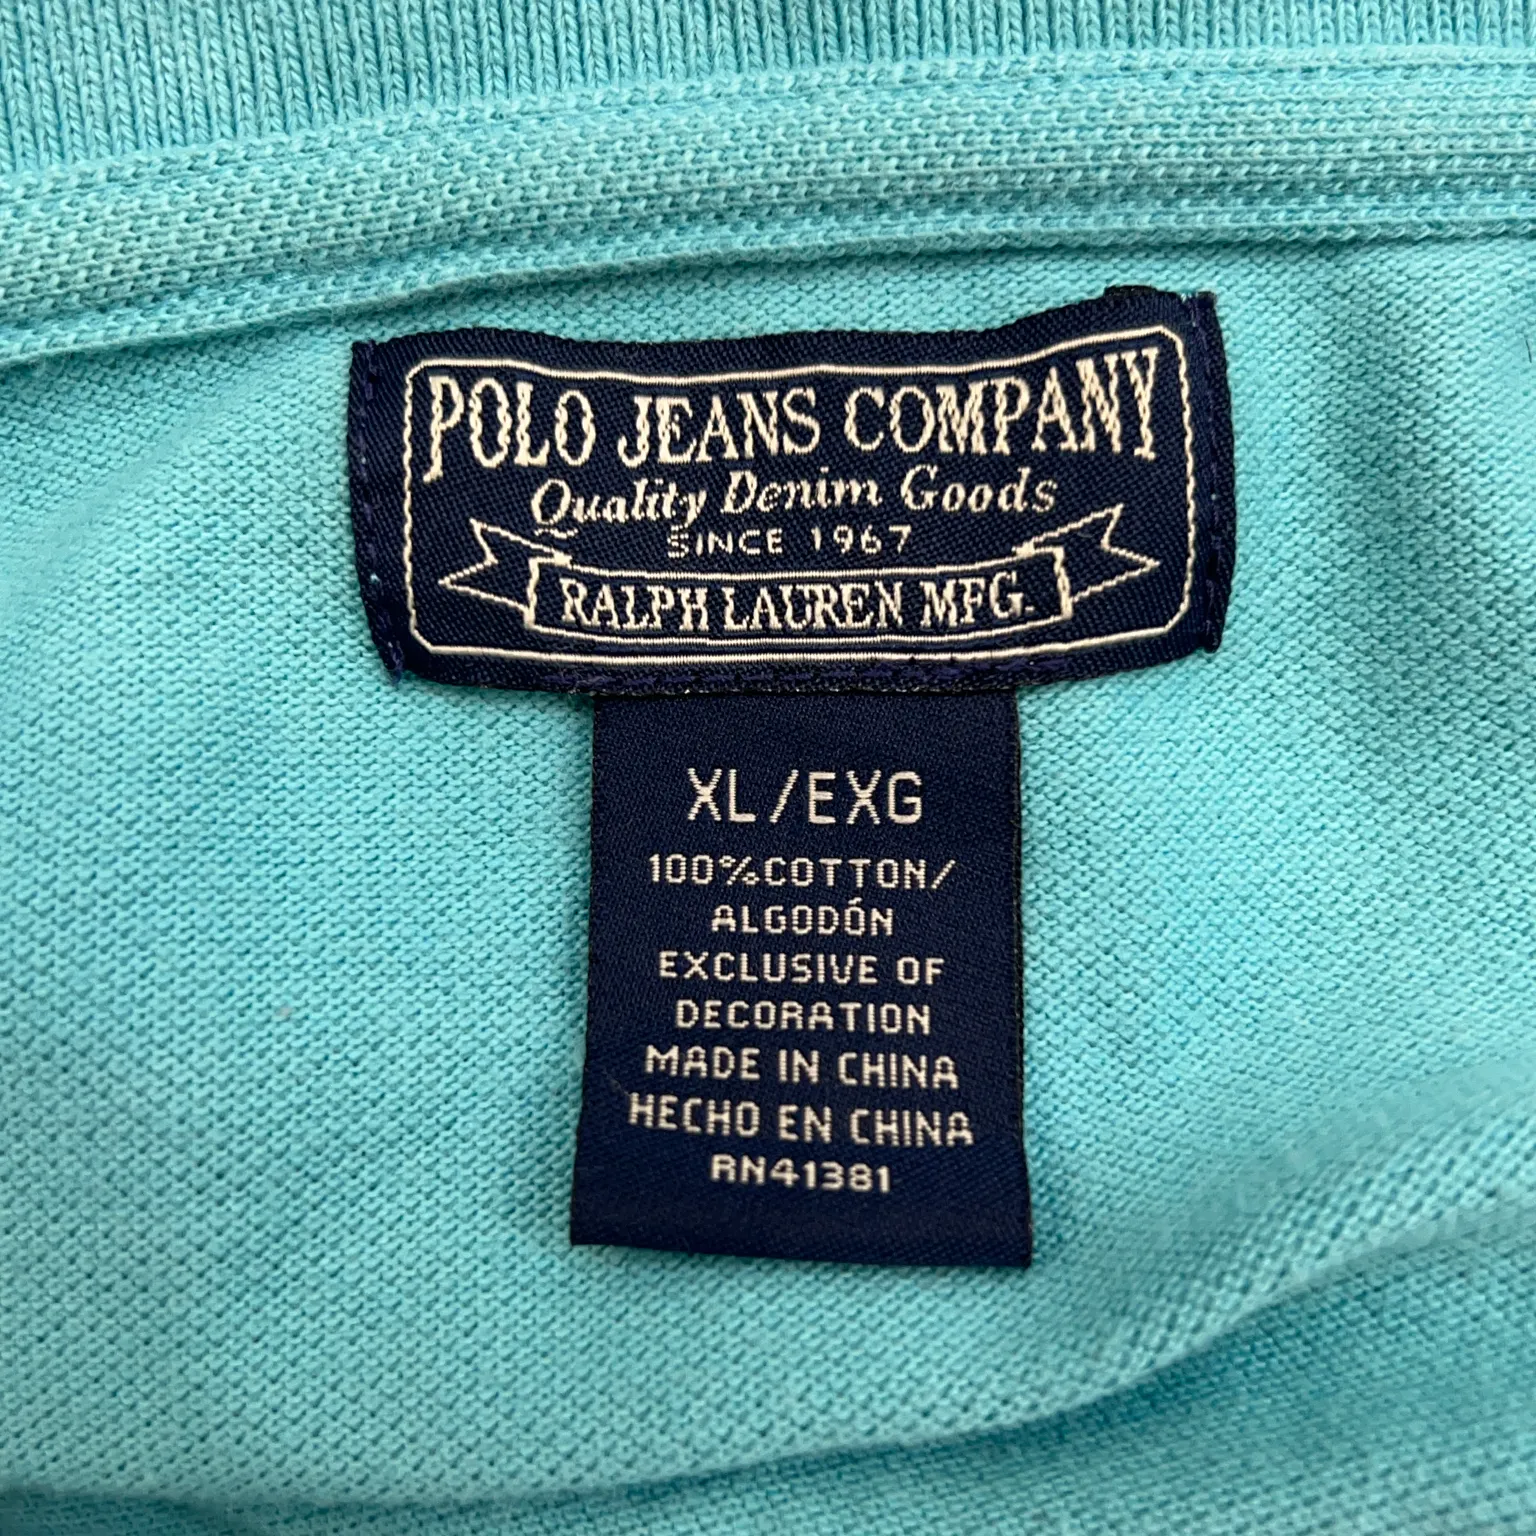 POLO JEANS COMPANY
Quality Denim Goods
SINCE 1967
RALPH LAUREN MFG.
XL/EXG
100%COTTON/
ALGODÓN
EXCLUSIVE OF
DECORATION
MADE IN CHINA
HECHO EN CHINA
RN41381